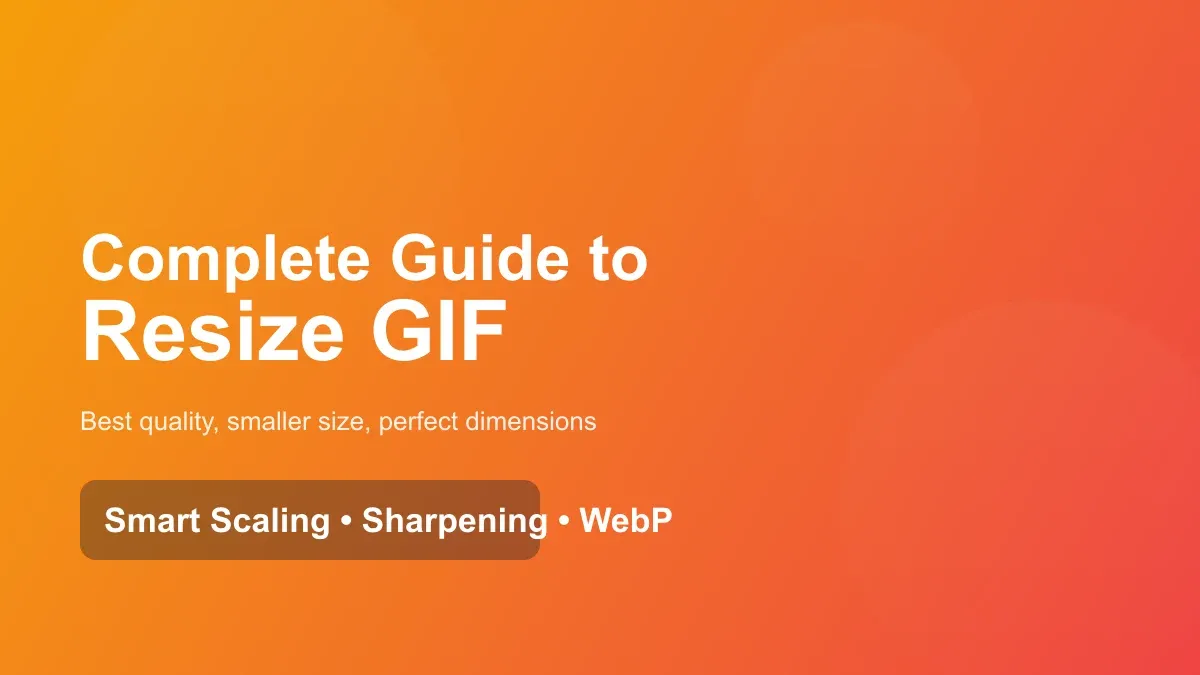 Complete Guide to
Resize GIF
Best quality, smaller size, perfect dimensions
Smart Scaling • Sharpening • WebP